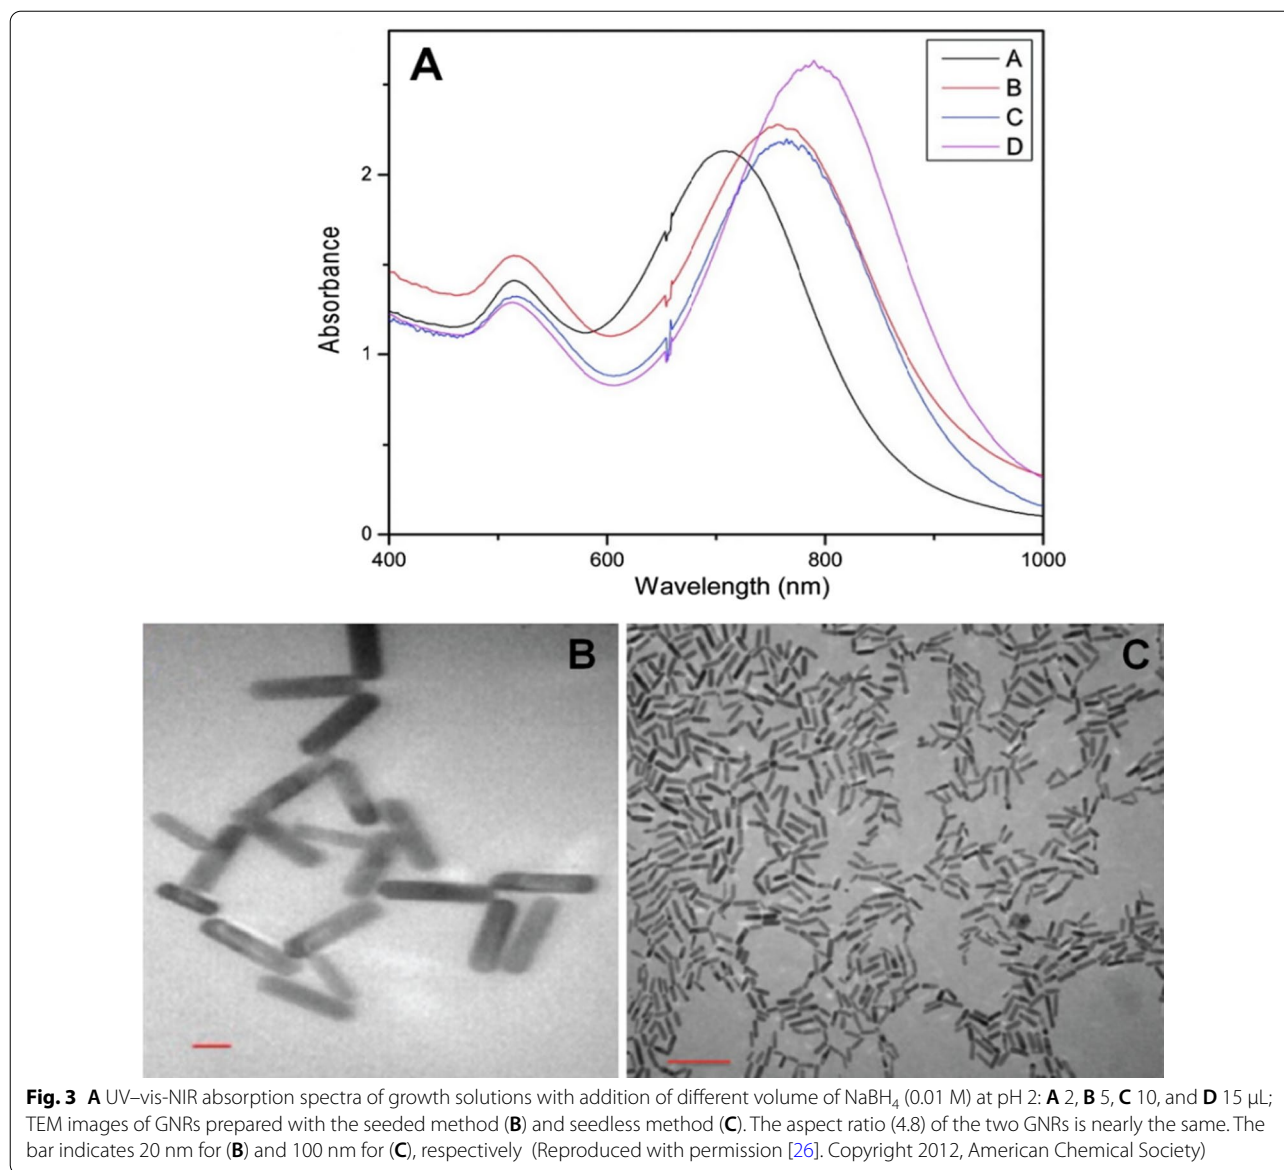 A
A
B
C
D
2
1
0
Absorbance
400
600
800
1000
Wavelength (nm)
B
C
Fig. 3 A UV–vis-NIR absorption spectra of growth solutions with addition of different volume of NaBH4 (0.01 M) at pH 2: A 2, B 5, C 10, and D 15 µL;
TEM images of GNRs prepared with the seeded method (B) and seedless method (C). The aspect ratio (4.8) of the two GNRs is nearly the same. The
bar indicates 20 nm for (B) and 100 nm for (C), respectively (Reproduced with permission [26]. Copyright 2012, American Chemical Society)